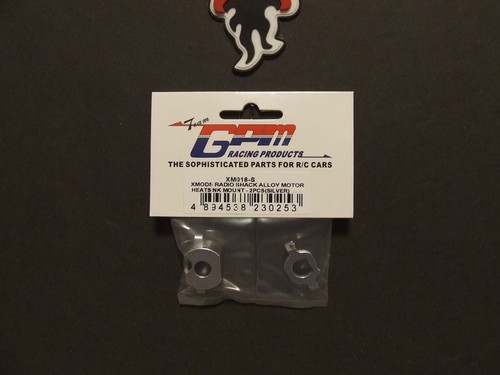 Team
GPM
RACING PRODUCTS
THE SOPHISTICATED PARTS FOR R/C CARS
XM018-S
XMODS RADIO SHACK ALLOY MOTOR
HEATSINK MOUNT - 2PCS(SILVER)
4 894538 230253